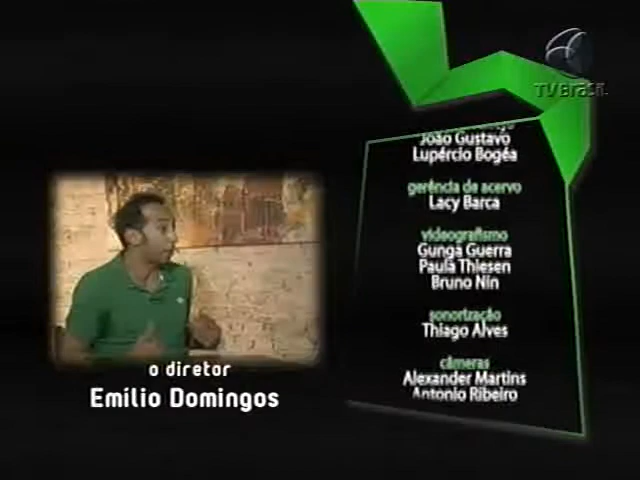 TV Brasil
João Gustavo
Lupércio Bogéa
gerência de acervo
Lacy Barca
videografismo
Gunga Guerra
Paula Thiesen
Bruno Nin
sonorização
Thiago Alves
câmeras
Alexander Martins
Antonio Ribeiro
o diretor
Emílio Domingos